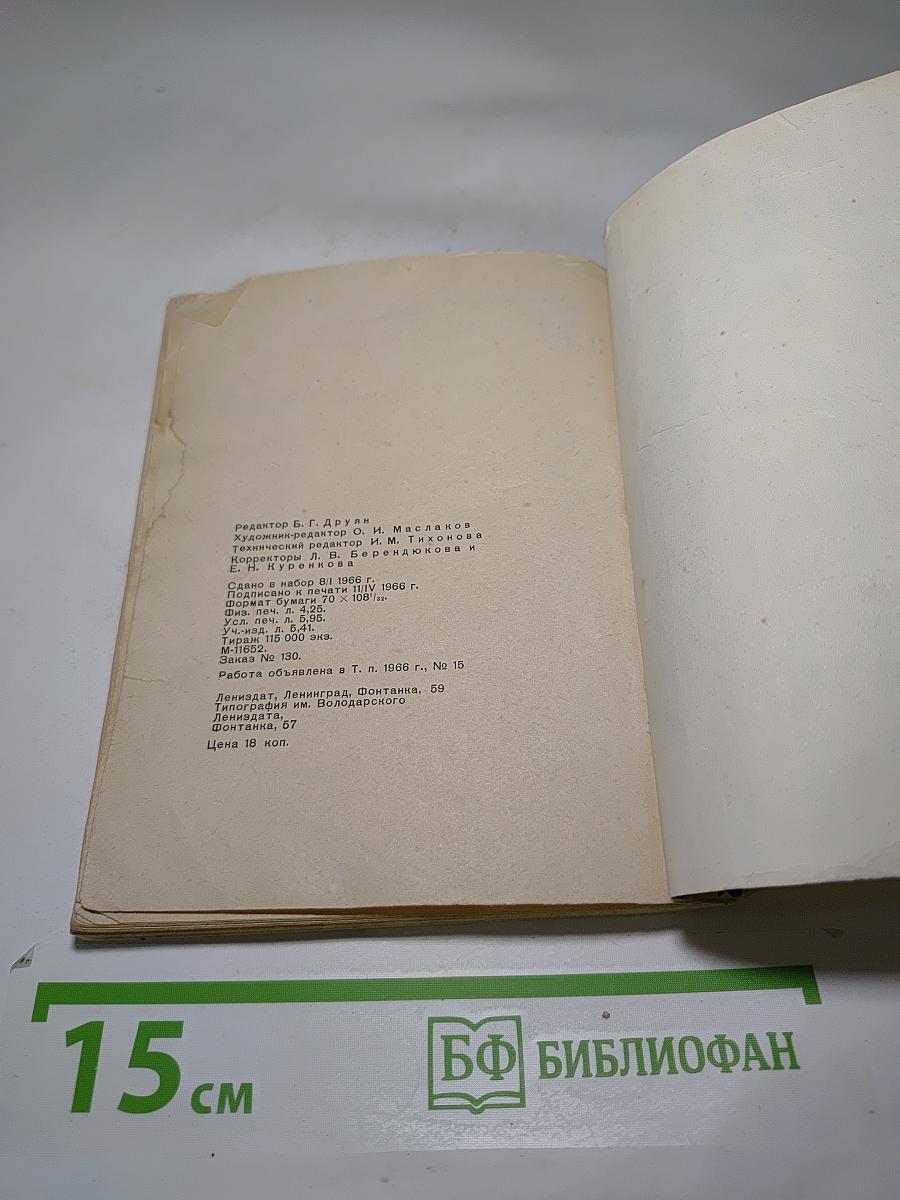 Редактор Б. Г. Друян
Художник-редактор О. И. Маслаков
Технический редактор И. М. Тихонова
Корректоры Л. В. Берендюкова и
Е. Н. Куренкова
Сдано в набор 8/I 1966 г.
Подписано к печати 11/IV 1966 г.
Формат бумаги 70 × 108¹/₃₂.
Физ. печ. л. 4,25.
Усл. печ. л. 5,95.
Уч.-изд. л. 5,41.
Тираж 115 000 экз.
М-11652.
Заказ № 130.
Работа объявлена в Т. п. 1966 г., № 15
Лениздат, Ленинград, Фонтанка, 59
Типография им. Володарского
Лениздата,
Фонтанка, 57
Цена 18 коп.
15 см
БФ БИБЛИОФАН